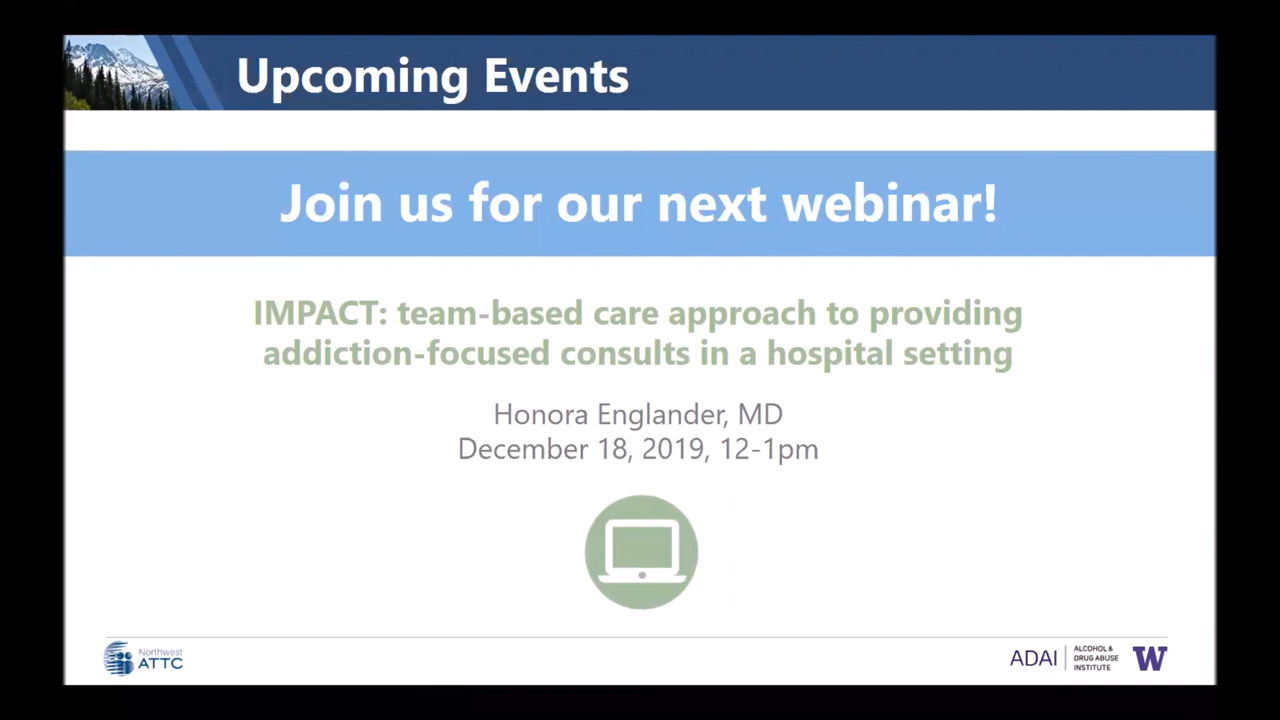 Upcoming Events
Join us for our next webinar!
IMPACT: team-based care approach to providing
addiction-focused consults in a hospital setting
Honora Englander, MD
December 18, 2019, 12-1pm
Northwest
ATTC
ADAI
ALCOHOL &
DRUG ABUSE
INSTITUTE
W